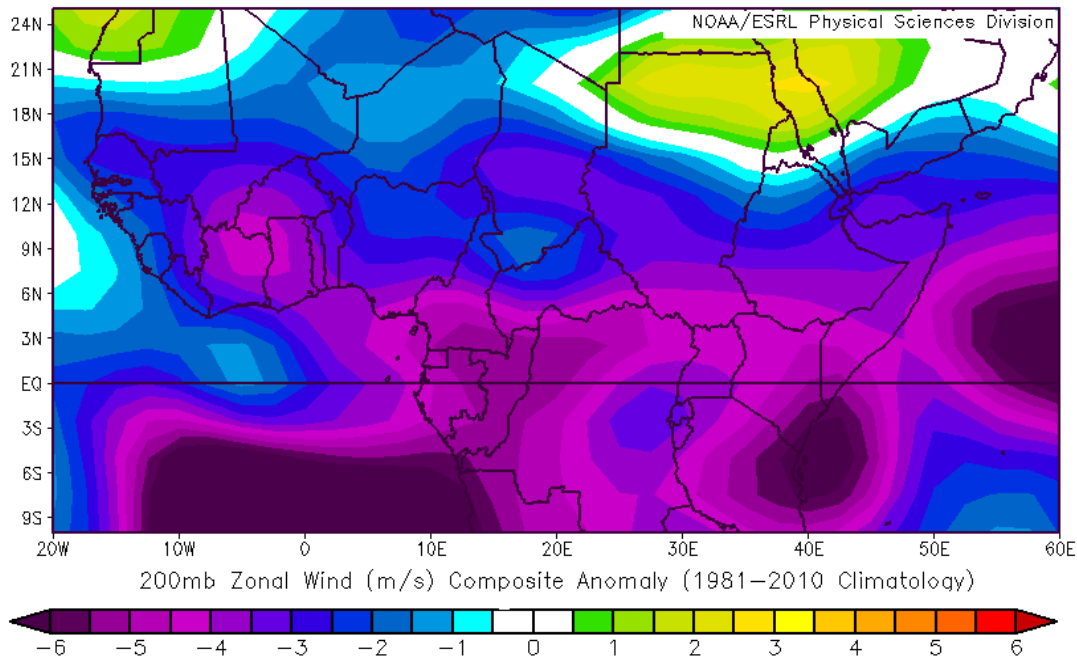 NOAA/ESRL Physical Sciences Division
24N
21N
18N
15N
12N
9N
6N
3N
EQ
3S
6S
9S
20W 10W 0 10E 20E 30E 40E 50E 60E
200mb Zonal Wind (m/s) Composite Anomaly (1981-2010 Climatology)
-6 -5 -4 -3 -2 -1 0 1 2 3 4 5 6